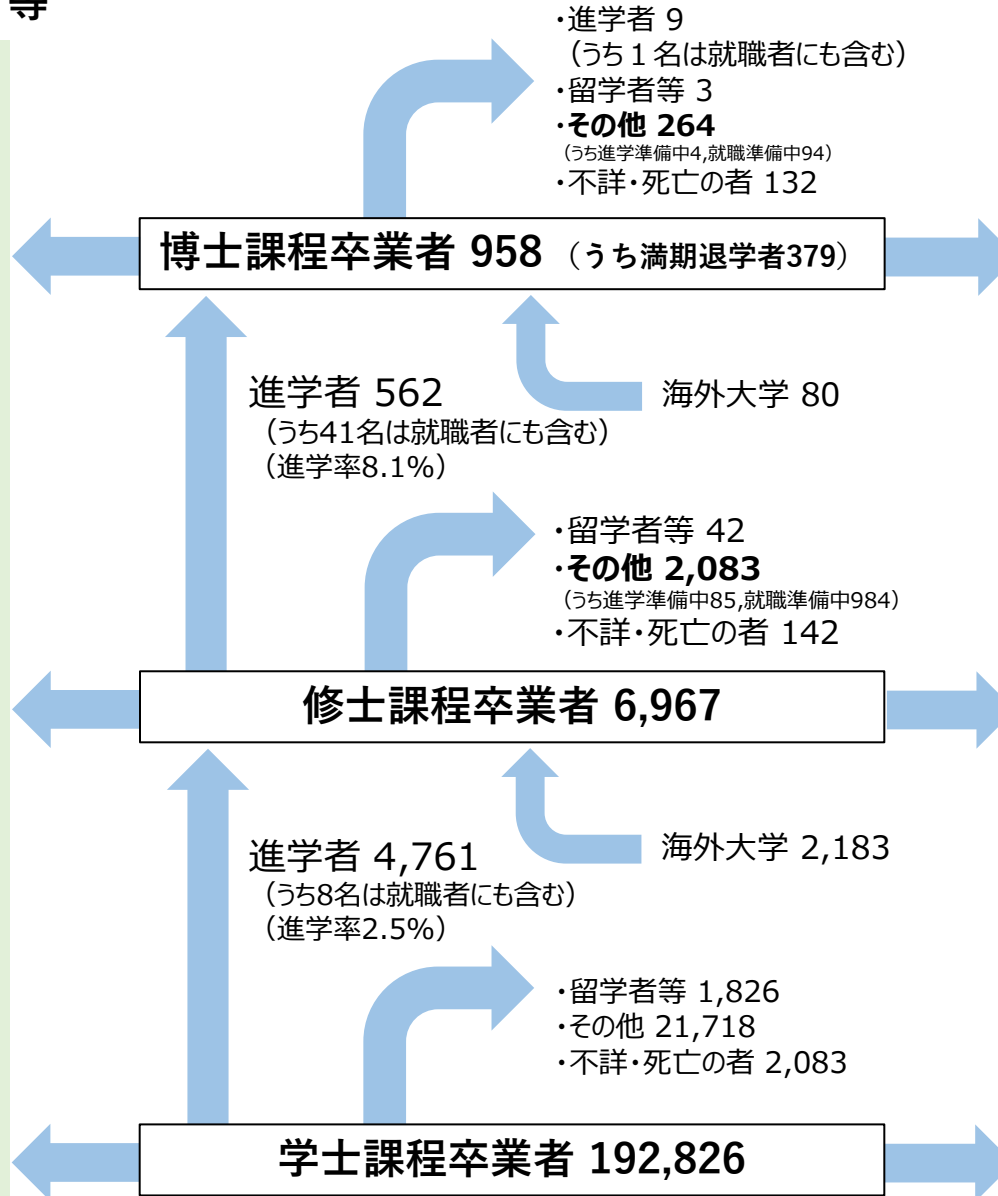 等
・進学者 9
（うち１名は就職者にも含む）
・留学者等 3
・その他 264
（うち進学準備中4,就職準備中94）
・不詳・死亡の者 132
博士課程卒業者 958 （うち満期退学者379）
進学者 562
（うち41名は就職者にも含む）
（進学率8.1%）
海外大学 80
・留学者等 42
・その他 2,083
（うち進学準備中85,就職準備中984）
・不詳・死亡の者 142
修士課程卒業者 6,967
進学者 4,761
（うち8名は就職者にも含む）
（進学率2.5%）
海外大学 2,183
・留学者等 1,826
・その他 21,718
・不詳・死亡の者 2,083
学士課程卒業者 192,826